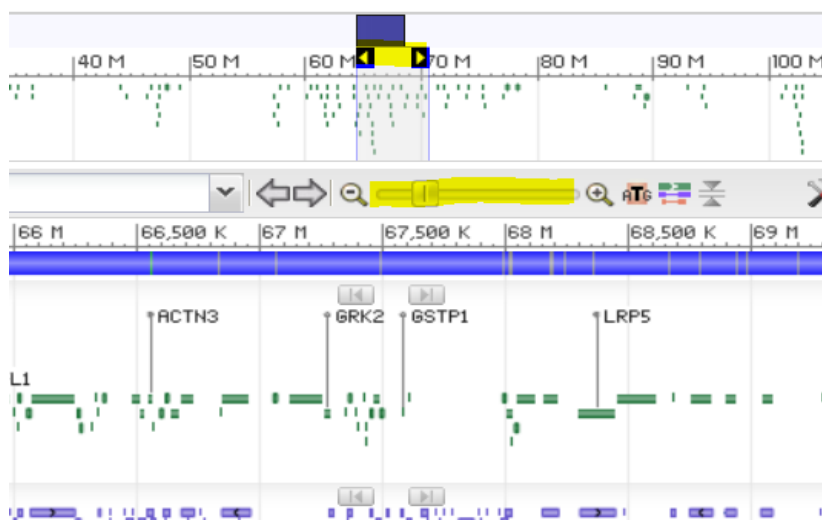 40 M 50 M 60 M 70 M 80 M 90 M 100 M
ATG
66 M 66,500 K 67 M 67,500 K 68 M 68,500 K 69 M
ACTN3 GRK2 GSTP1 LRP5
L1